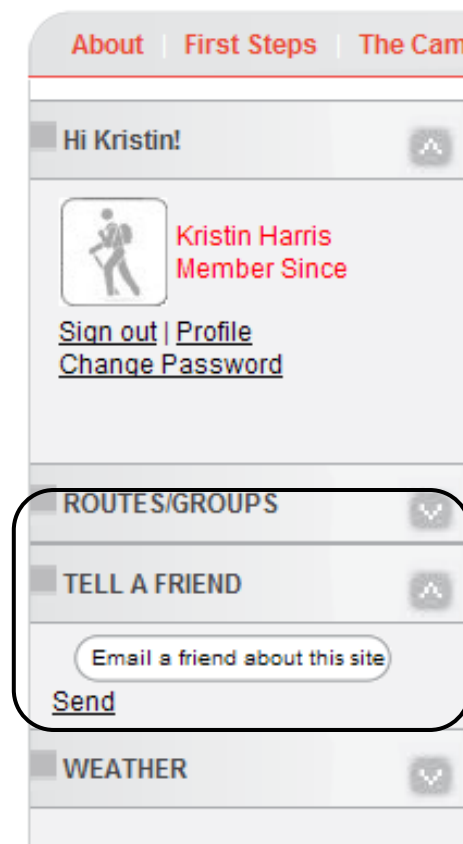 About | First Steps | The Cam
Hi Kristin!
Kristin Harris
Member Since
Sign out | Profile
Change Password
ROUTES/GROUPS
TELL A FRIEND
Email a friend about this site
Send
WEATHER